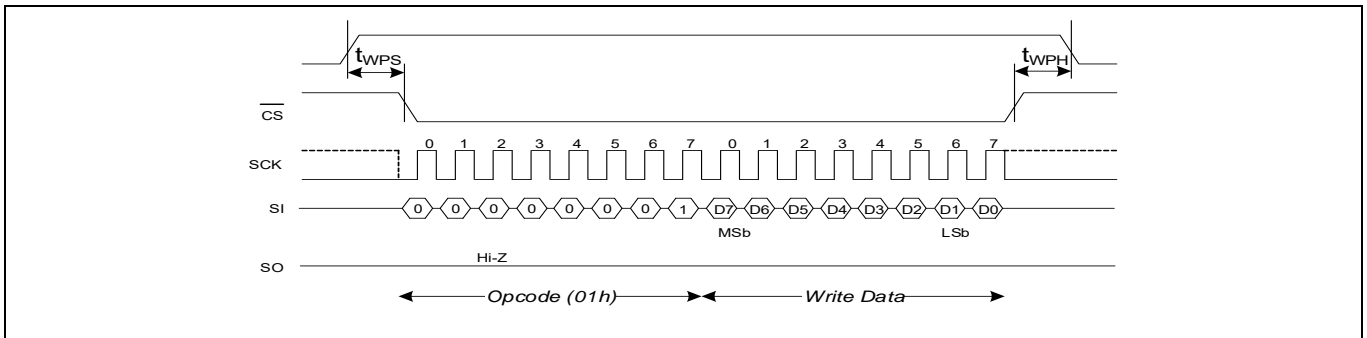 tWPS tWPH
CS
0 1 2 3 4 5 6 7 0 1 2 3 4 5 6 7
SCK
SI 0 0 0 0 0 0 0 1 D7 D6 D5 D4 D3 D2 D1 D0
MSb LSb
Hi-Z
SO
Opcode (01h) Write Data